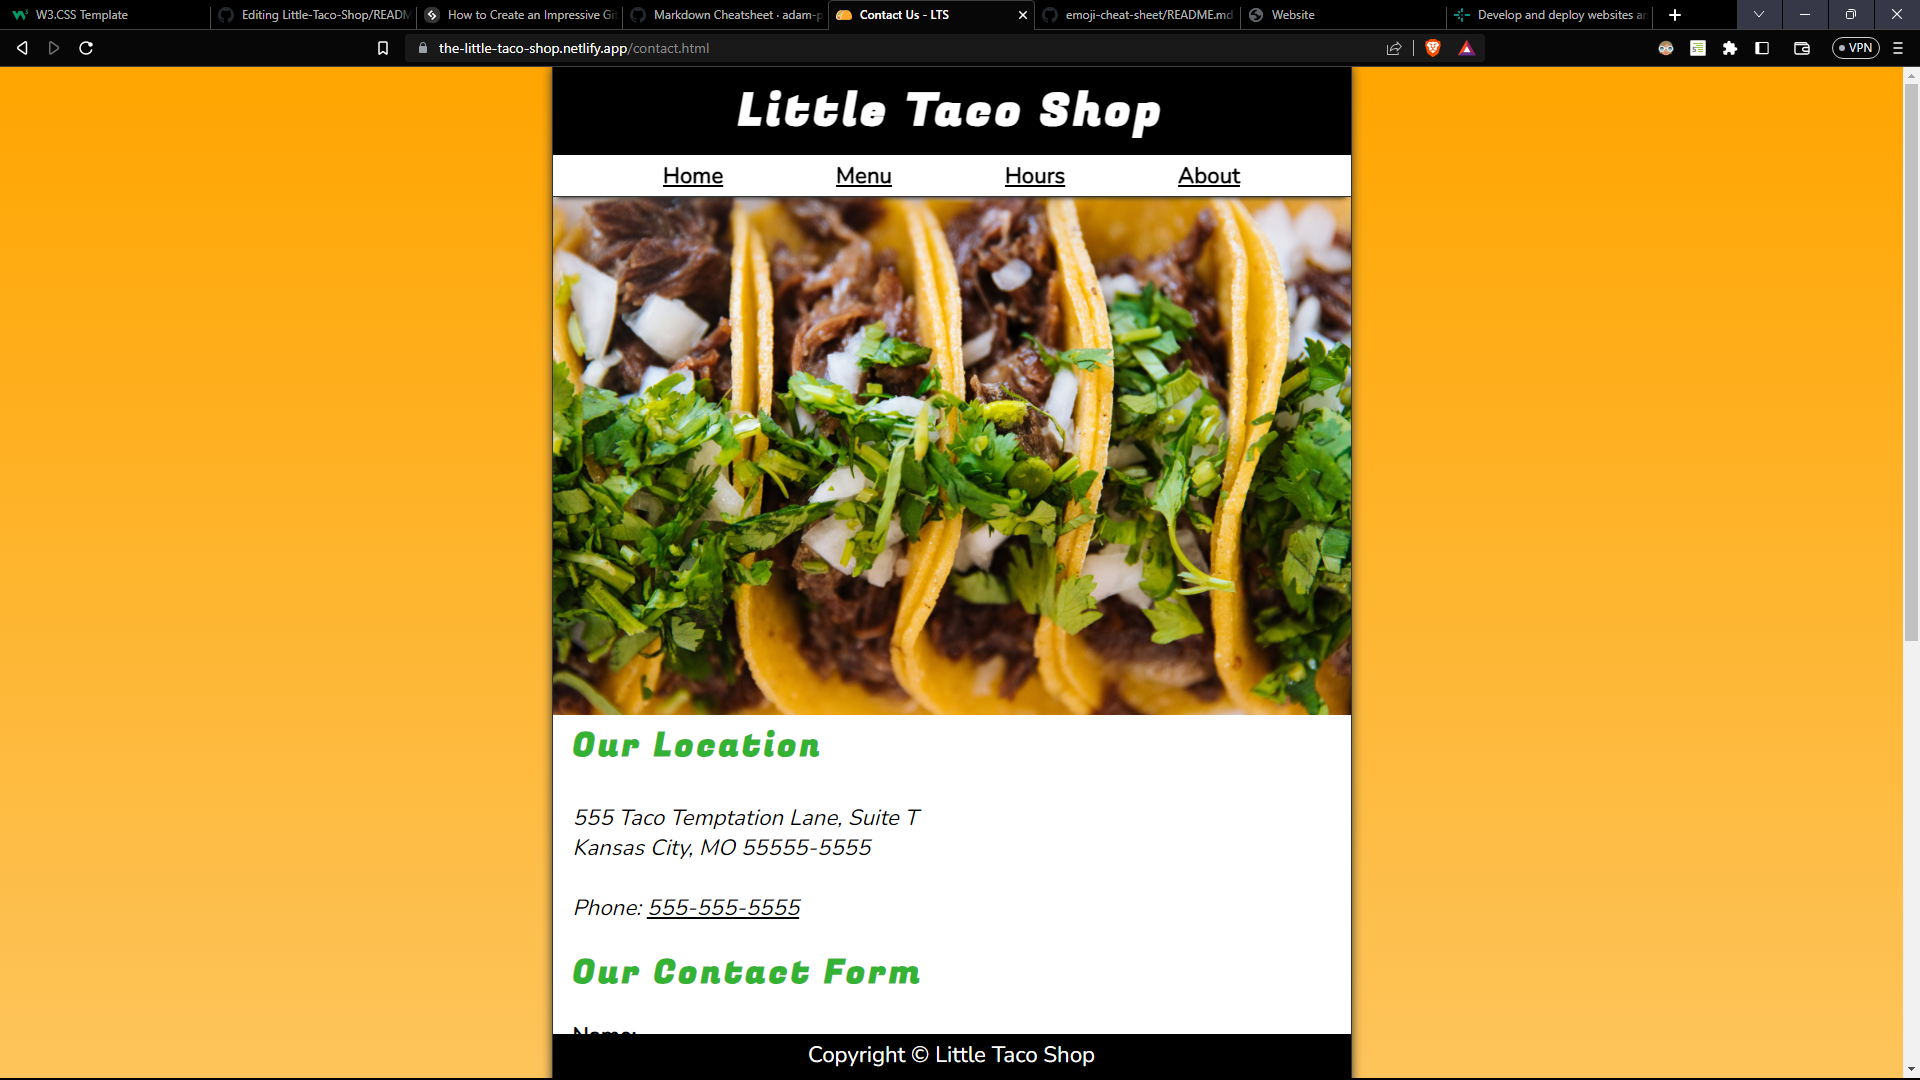 W3.CSS Template
Editing Little-Taco-Shop/READM
How to Create an Impressive Gi
Markdown Cheatsheet · adam-p
Contact Us - LTS
emoji-cheat-sheet/README.md
Website
Develop and deploy websites a
the-little-taco-shop.netlify.app/contact.html
VPN
Little Taco Shop
Home Menu Hours About
Our Location
555 Taco Temptation Lane, Suite T
Kansas City, MO 55555-5555
Phone: 555-555-5555
Our Contact Form
Name:
Copyright © Little Taco Shop